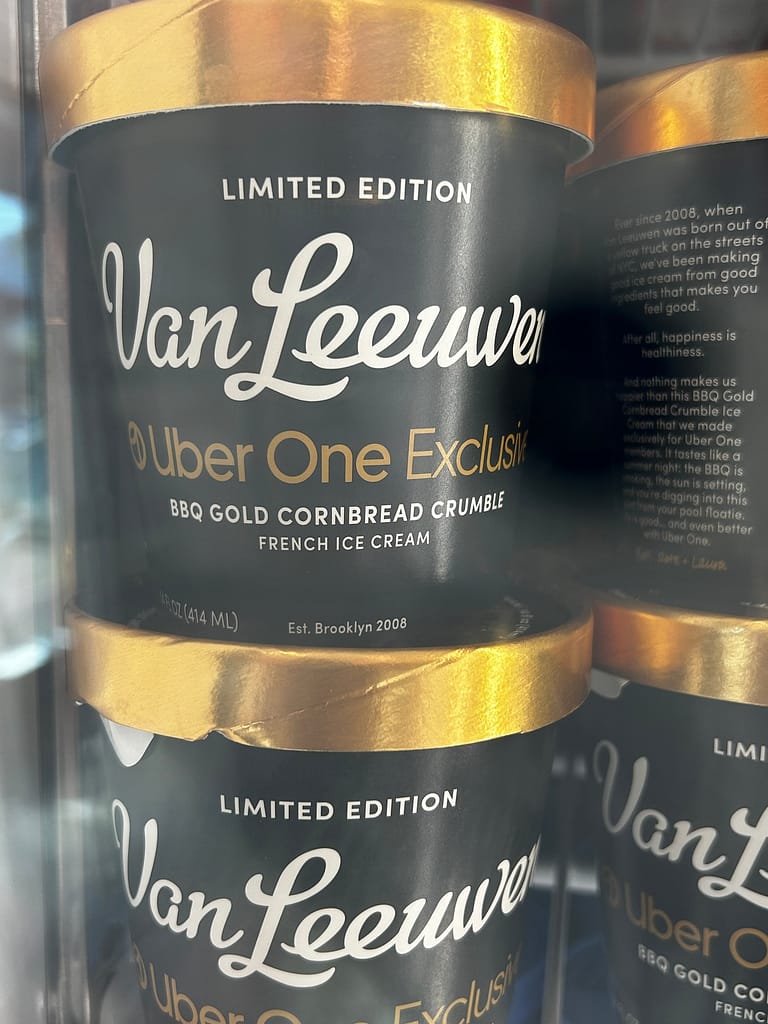 LIMITED EDITION
Van Leeuwen
Uber One Exclusive
BBQ GOLD CORNBREAD CRUMBLE
FRENCH ICE CREAM
OZ (414 ML)
Est. Brooklyn 2008
Ever since 2008, when
Leeuwen was born out of
yellow truck on the streets
of NYC, we've been making
good ice cream from good
ingredients that makes you
feel good.
After all, happiness is
healthiness.
And nothing makes us
happier than this BBQ Gold
Cornbread Crumble Ice
Cream that we made
exclusively for Uber One
members. It tastes like a
summer night: the BBQ is
smoking, the sun is setting,
and you're digging into this
from your pool floatie.
good... and even better
with Uber One.
LIMITED EDITION
Van Leeuwen
Uber One Exclusive
LIMI
Van L
Uber O
BBQ GOLD CO
FRENC